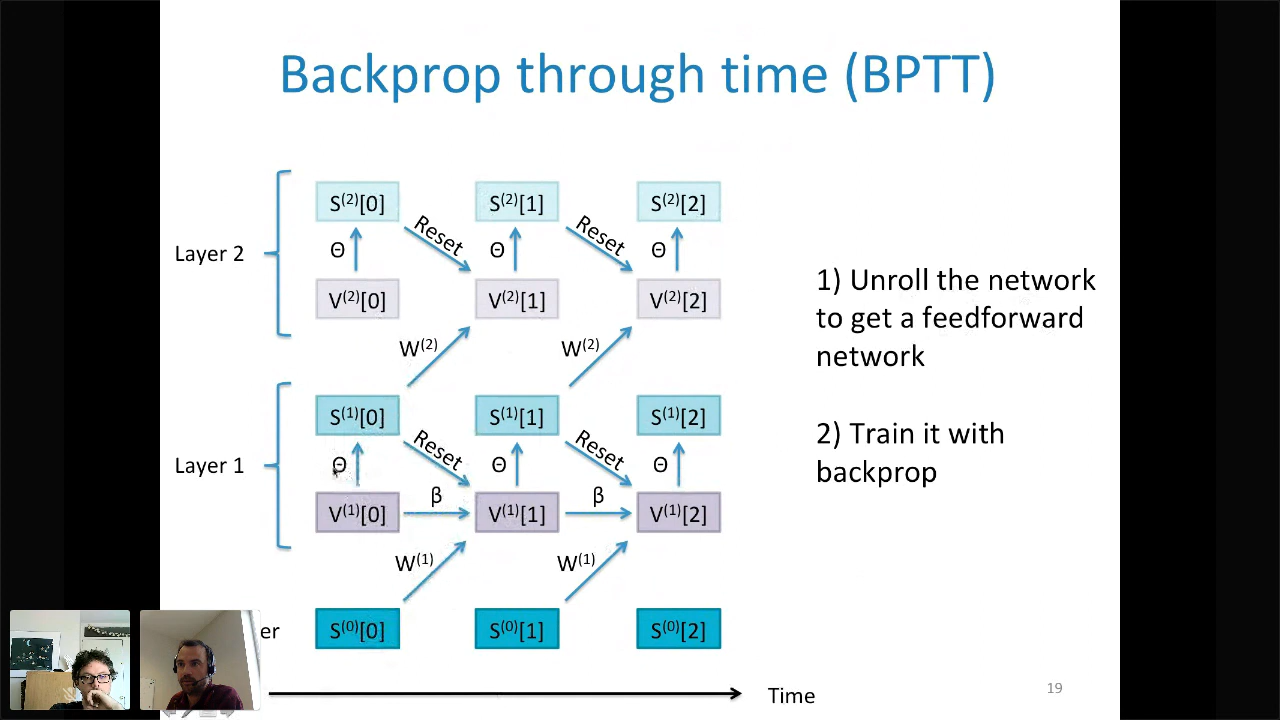 Backprop through time (BPTT)
S(2)[0] S(2)[1] S(2)[2]
Reset Reset
Layer 2 Θ Θ Θ
V(2)[0] V(2)[1] V(2)[2]
W(2) W(2)
S(1)[0] S(1)[1] S(1)[2]
Reset Reset
Layer 1 Θ Θ Θ
β β
V(1)[0] V(1)[1] V(1)[2]
W(1) W(1)
er S(0)[0] S(0)[1] S(0)[2]
Time
1) Unroll the network
to get a feedforward
network
2) Train it with
backprop
19